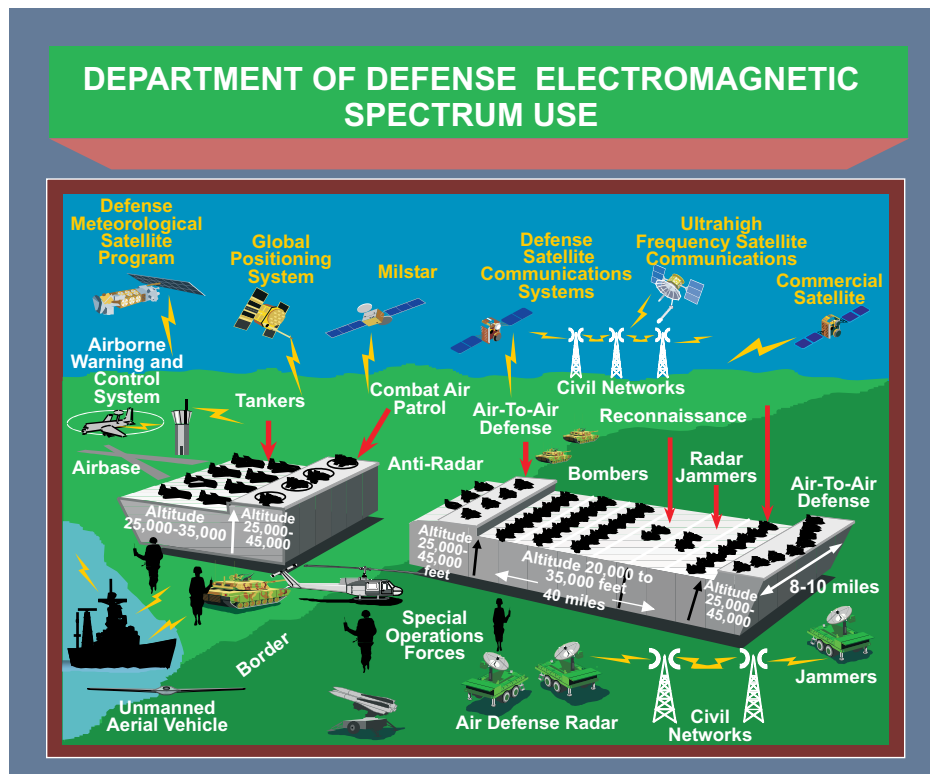 DEPARTMENT OF DEFENSE ELECTROMAGNETIC
SPECTRUM USE
Defense
Meteorological
Satellite
Program
Global
Positioning
System
Milstar
Defense
Satellite
Communications
Systems
Ultrahigh
Frequency Satellite
Communications
Commercial
Satellite
Airborne
Warning and
Control
System
Tankers
Combat Air
Patrol
Civil Networks
Air-To-Air
Defense
Reconnaissance
Airbase
Anti-Radar
Bombers
Radar
Jammers
Air-To-Air
Defense
Altitude
25,000-35,000
Altitude
25,000-
45,000
Altitude
25,000-
45,000
feet
Altitude 20,000 to
35,000 feet
40 miles
Altitude
25,000-
45,000
8-10 miles
Special
Operations
Forces
Border
Jammers
Unmanned
Aerial Vehicle
Air Defense Radar
Civil
Networks